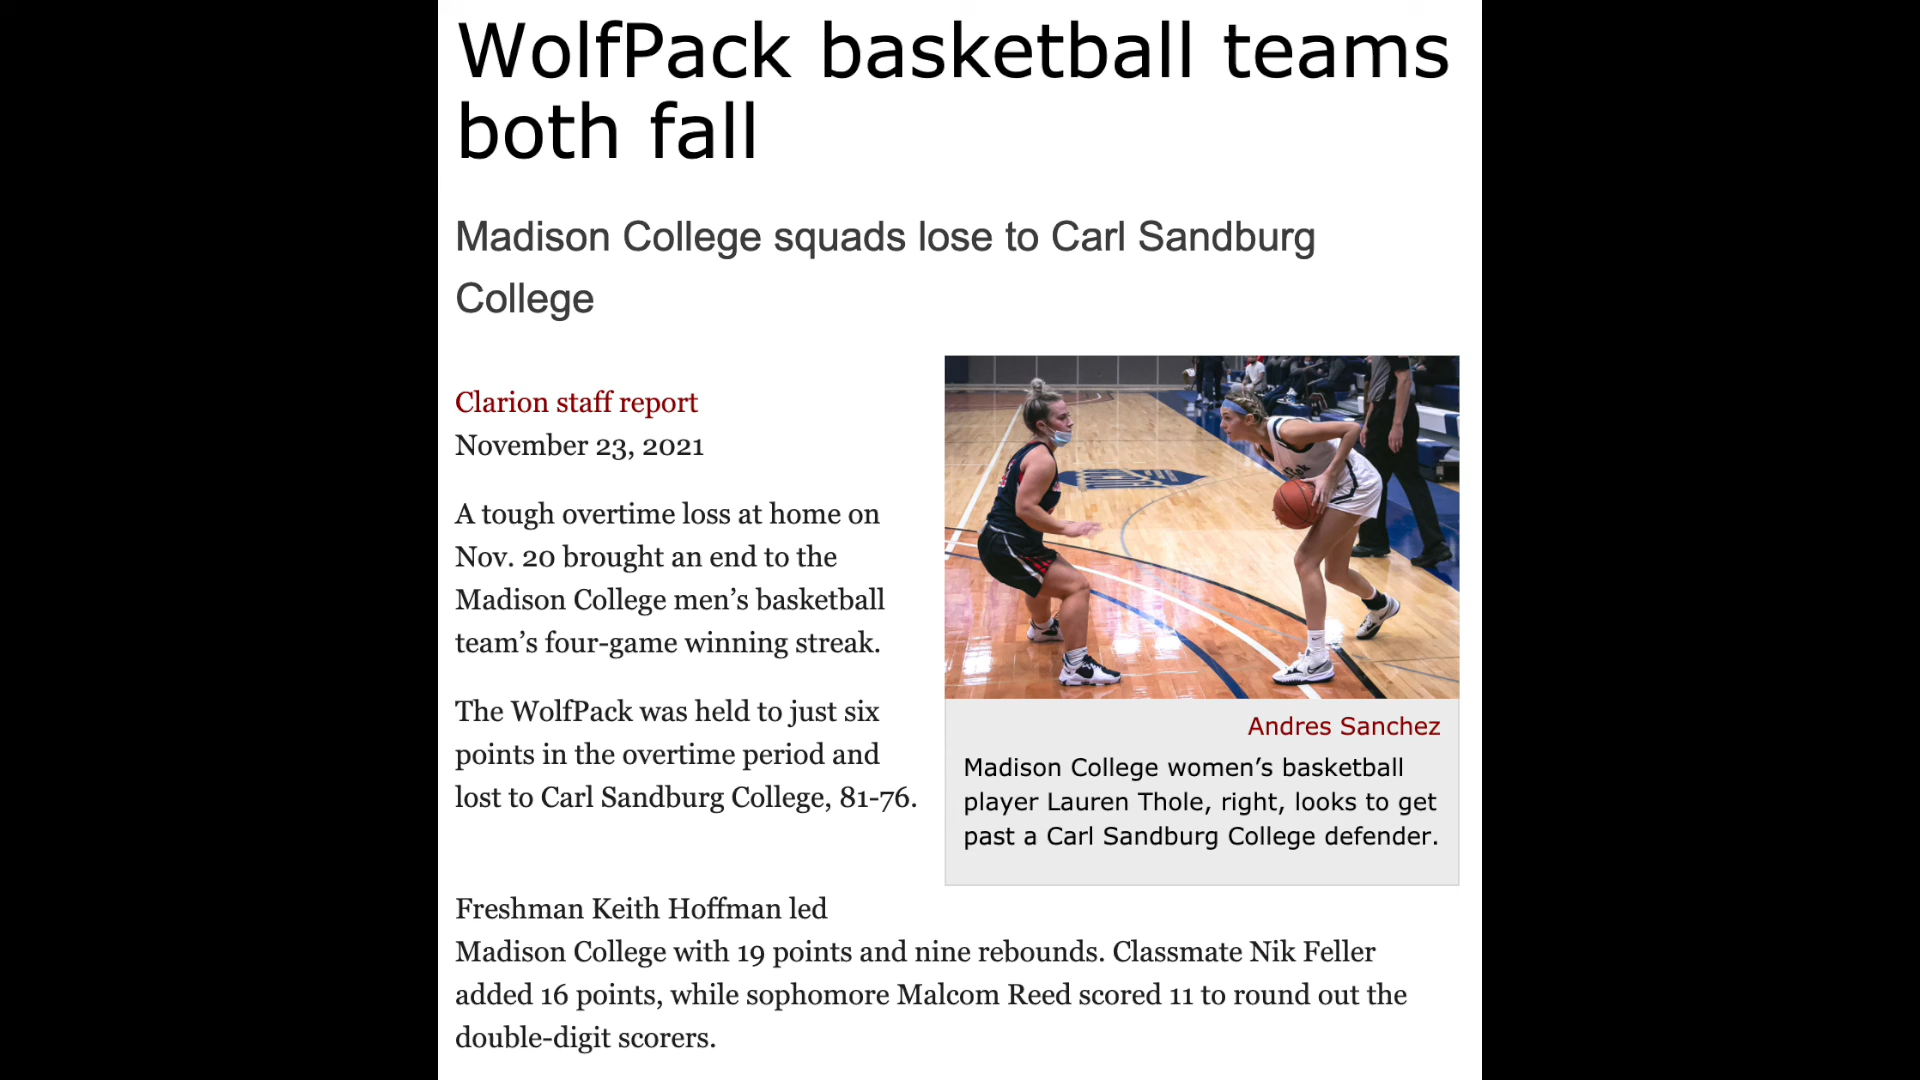 WolfPack basketball teams
both fall
Madison College squads lose to Carl Sandburg
College
Clarion staff report
November 23, 2021
A tough overtime loss at home on
Nov. 20 brought an end to the
Madison College men’s basketball
team’s four-game winning streak.
The WolfPack was held to just six
points in the overtime period and
lost to Carl Sandburg College, 81-76.
Andres Sanchez
Madison College women’s basketball
player Lauren Thole, right, looks to get
past a Carl Sandburg College defender.
Freshman Keith Hoffman led
Madison College with 19 points and nine rebounds. Classmate Nik Feller
added 16 points, while sophomore Malcom Reed scored 11 to round out the
double-digit scorers.